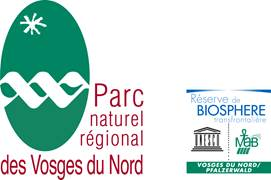 Parc
naturel
régional
des Vosges du Nord
Réserve de
BIOSPHERE
transfrontalière
MaB
VOSGES DU NORD/
PFÄLZERWALD